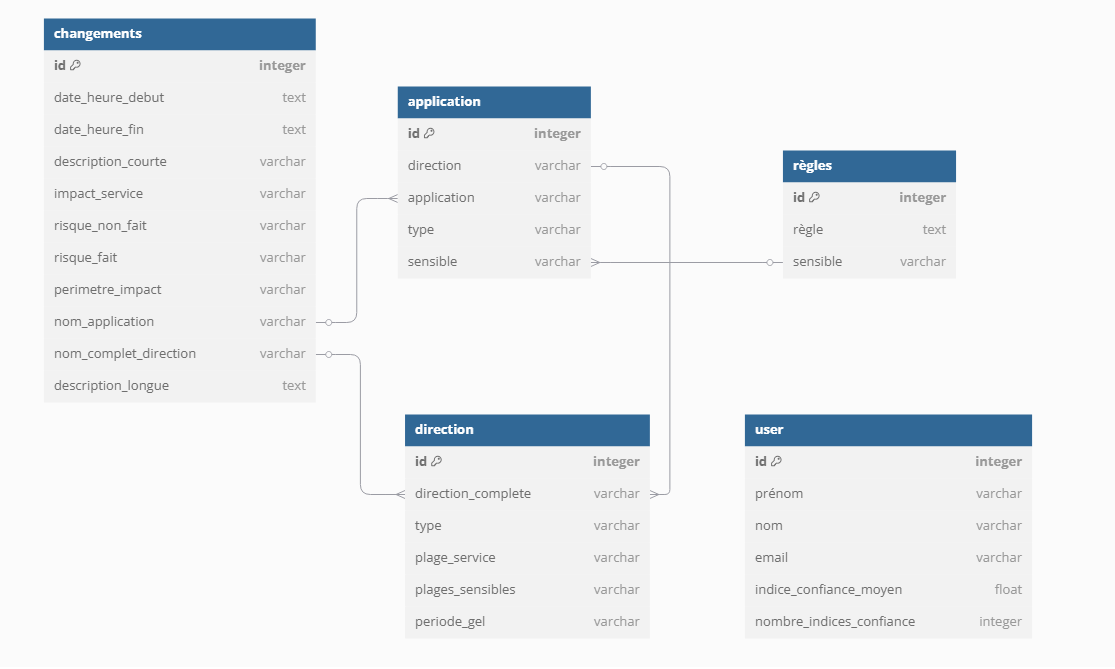 changements
id integer
date_heure_debut text
date_heure_fin text
description_courte varchar
impact_service varchar
risque_non_fait varchar
risque_fait varchar
perimetre_impact varchar
nom_application varchar
nom_complet_direction varchar
description_longue text
application
id integer
direction varchar
application varchar
type varchar
sensible varchar
règles
id integer
règle text
sensible varchar
direction
id integer
direction_complete varchar
type varchar
plage_service varchar
plages_sensibles varchar
periode_gel varchar
user
id integer
prénom varchar
nom varchar
email varchar
indice_confiance_moyen float
nombre_indices_confiance integer